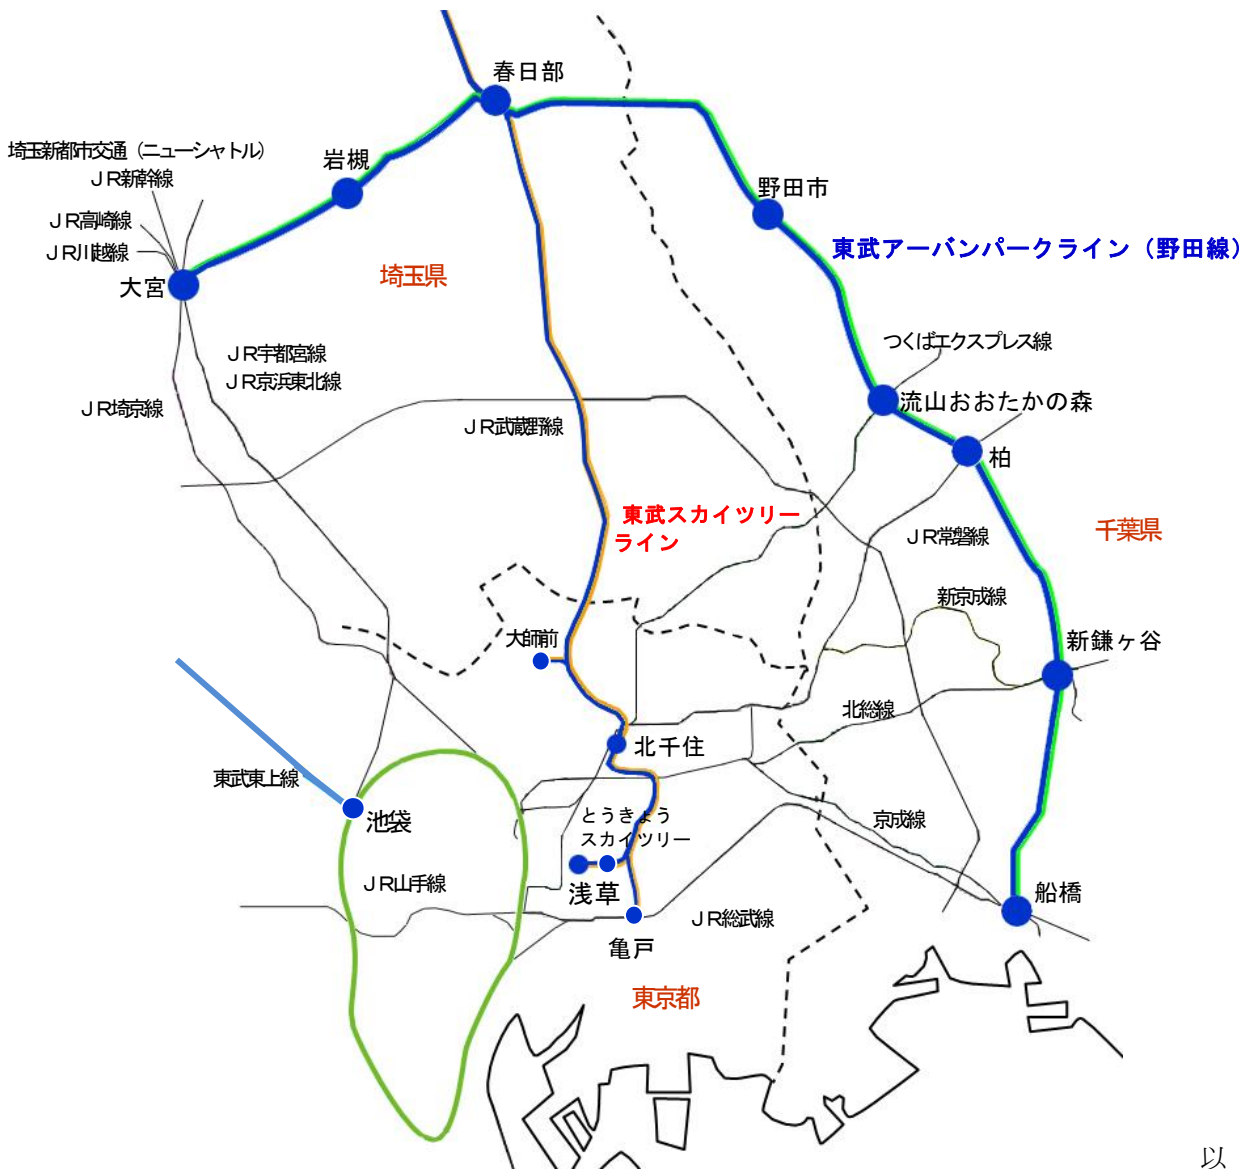 春日部
埼玉新都市交通（ニューシャトル）
ＪＲ新幹線
岩槻
野田市
ＪＲ高崎線
東武アーバンパークライン（野田線）
ＪＲ川越線
埼玉県
大宮
つくばエクスプレス線
ＪＲ宇都宮線
ＪＲ京浜東北線
流山おおたかの森
ＪＲ埼京線
ＪＲ武蔵野線
柏
東武スカイツリー
ライン
千葉県
ＪＲ常磐線
新京成線
大師前
新鎌ヶ谷
北総線
北千住
東武東上線
とうきょう
スカイツリー
池袋
京成線
ＪＲ山手線
浅草
船橋
ＪＲ総武線
亀戸
東京都
以